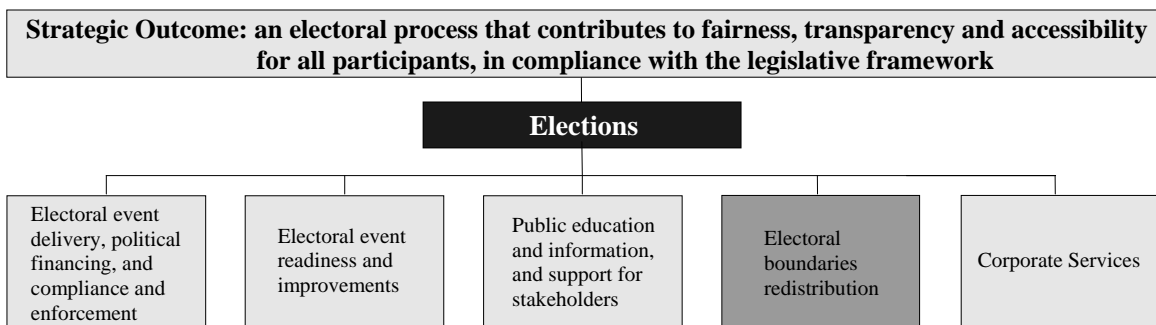 Strategic Outcome: an electoral process that contributes to fairness, transparency and accessibility
for all participants, in compliance with the legislative framework
Elections
Electoral event
delivery, political
financing, and
compliance and
enforcement
Electoral event
readiness and
improvements
Public education
and information,
and support for
stakeholders
Electoral
boundaries
redistribution
Corporate Services